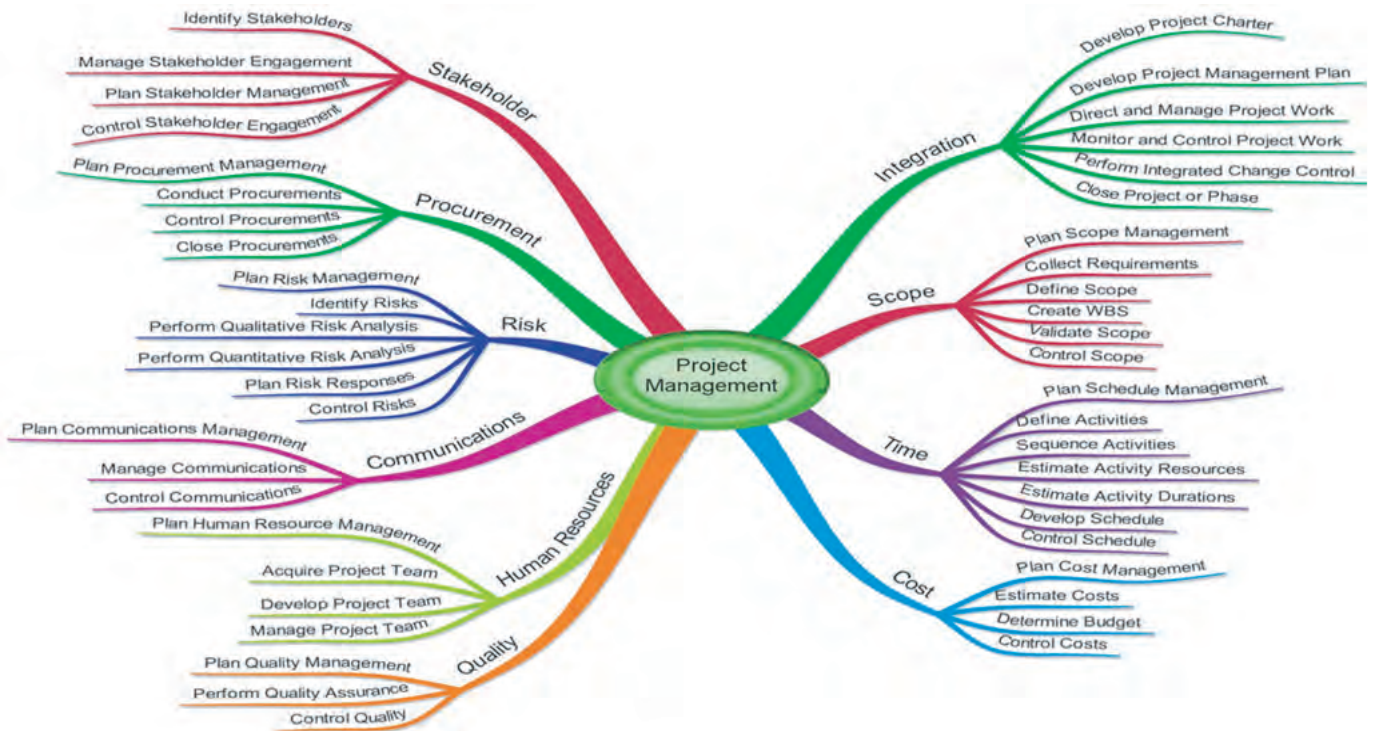 Identify Stakeholders
Manage Stakeholder Engagement
Plan Stakeholder Management
Control Stakeholder Engagement
Stakeholder
Plan Procurement Management
Conduct Procurements
Control Procurements
Close Procurements
Procurement
Plan Risk Management
Identify Risks
Perform Qualitative Risk Analysis
Perform Quantitative Risk Analysis
Plan Risk Responses
Control Risks
Risk
Plan Communications Management
Manage Communications
Control Communications
Communications
Plan Human Resource Management
Acquire Project Team
Develop Project Team
Manage Project Team
Human Resources
Plan Quality Management
Perform Quality Assurance
Control Quality
Quality
Project
Management
Integration
Develop Project Charter
Develop Project Management Plan
Direct and Manage Project Work
Monitor and Control Project Work
Perform Integrated Change Control
Close Project or Phase
Scope
Plan Scope Management
Collect Requirements
Define Scope
Create WBS
Validate Scope
Control Scope
Time
Plan Schedule Management
Define Activities
Sequence Activities
Estimate Activity Resources
Estimate Activity Durations
Develop Schedule
Control Schedule
Cost
Plan Cost Management
Estimate Costs
Determine Budget
Control Costs